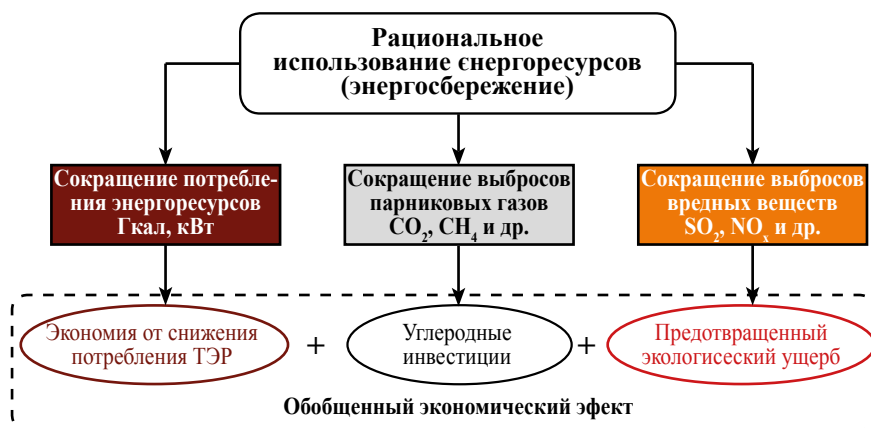 Рациональное
использование єнергоресурсов
(энергосбережение)
Сокращение потребле-
ния энергоресурсов
Гкал, кВт
Сокращение выбросов
парниковых газов
CO₂, CH₄ и др.
Сокращение выбросов
вредных веществ
SO₂, NOₓ и др.
Экономия от снижения
потребления ТЭР
+
Углеродные
инвестиции
+
Предотвращенный
экологисеский ущерб
Обобщенный экономический эфект